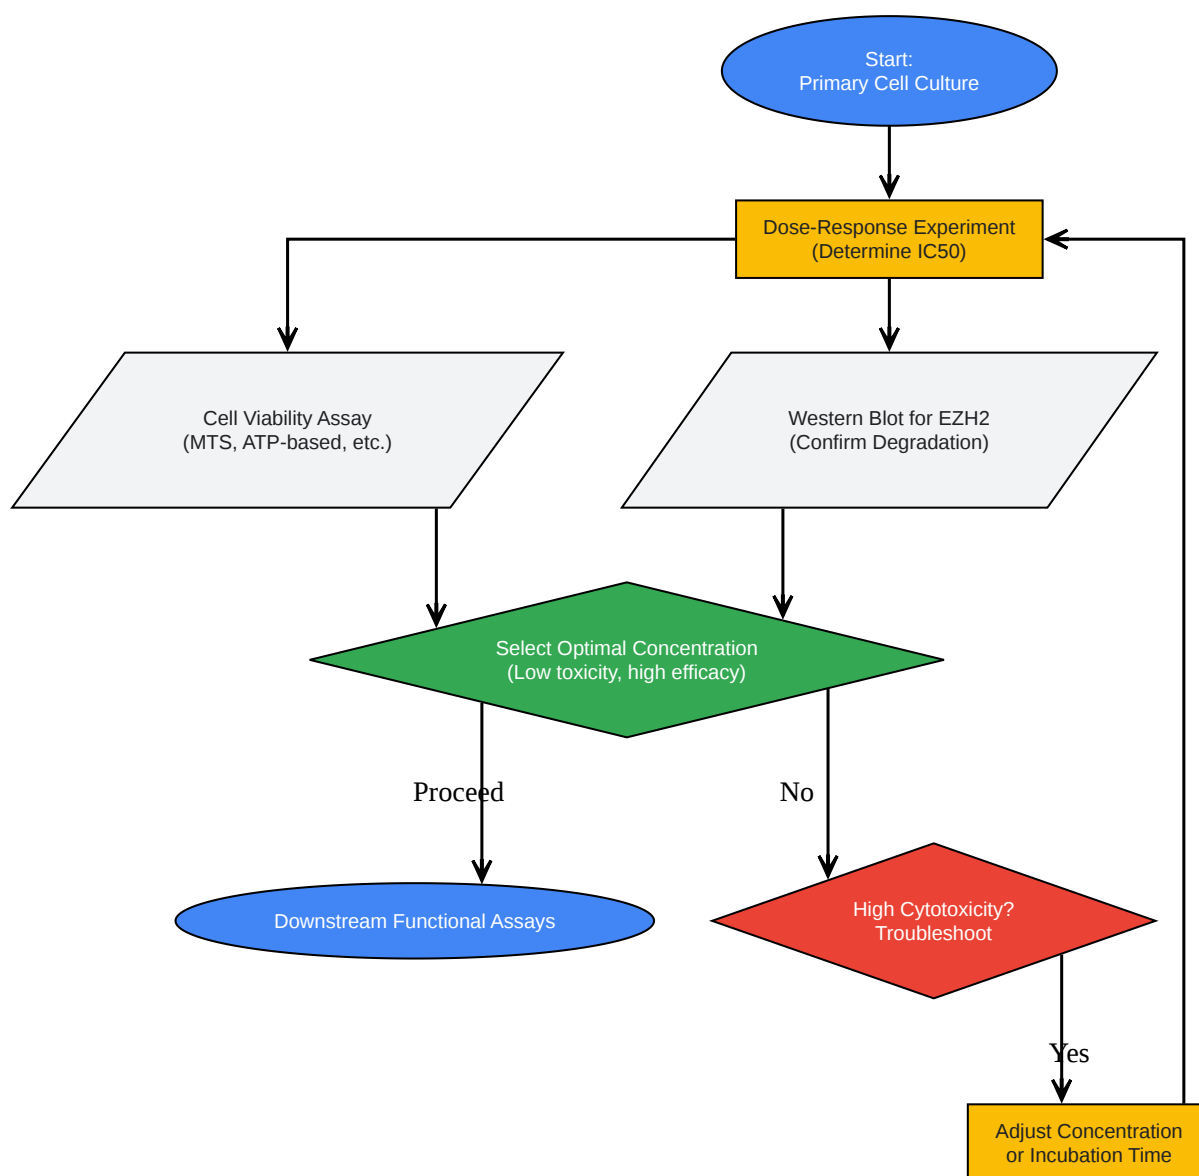 Start:
Primary Cell Culture
Dose-Response Experiment
(Determine IC50)
Cell Viability Assay
(MTS, ATP-based, etc.)
Western Blot for EZH2
(Confirm Degradation)
Select Optimal Concentration
(Low toxicity, high efficacy)
Proceed
No
Downstream Functional Assays
High Cytotoxicity?
Troubleshoot
Yes
Adjust Concentration
or Incubation Time